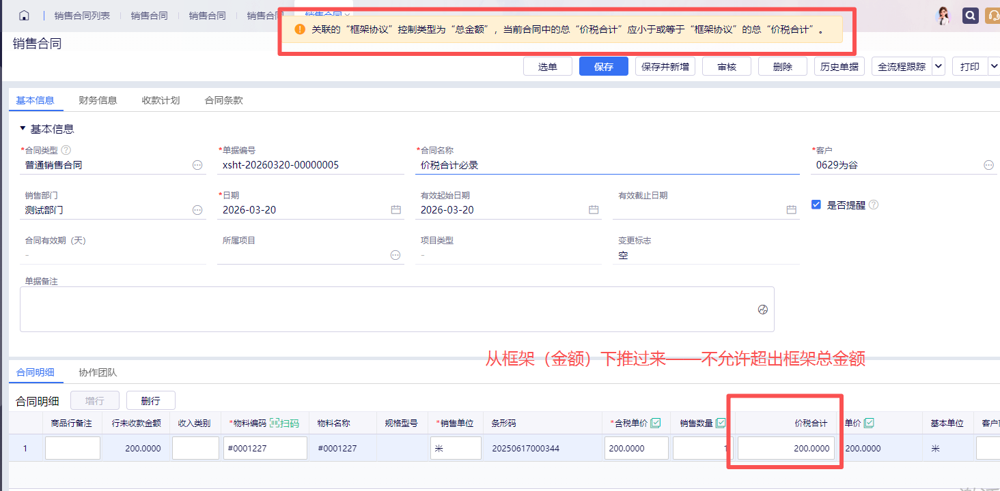 销售合同列表 销售合同 销售合同 销售合同 销售合同
关联的“框架协议”控制类型为“总金额”，当前合同中的总“价税合计”应小于或等于“框架协议”的总“价税合计”。
销售合同
选单 保存 保存并新增 审核 删除 历史单据 全流程跟踪 打印
基本信息 财务信息 收款计划 合同条款
基本信息
*合同类型 *单据编号 *合同名称 *客户
普通销售合同 xsht-20260320-00000005 价税合计必录 0629为谷
销售部门 *日期 有效起始日期 有效截止日期
测试部门 2026-03-20 2026-03-20 是否提醒
合同有效期（天） 所属项目 项目类型 变更标志
- - 空
单据备注
从框架（金额）下推过来——不允许超出框架总金额
合同明细 协作团队
合同明细 增行 删行
商品行备注 行未收款金额 收入类别 *物料编码 扫码 物料名称 规格型号 *销售单位 条形码 *含税单价 销售数量 价税合计 单价 基本单位
1 200.0000 #0001227 #0001227 米 20250617000344 200.0000 1 200.0000 200.0000 米